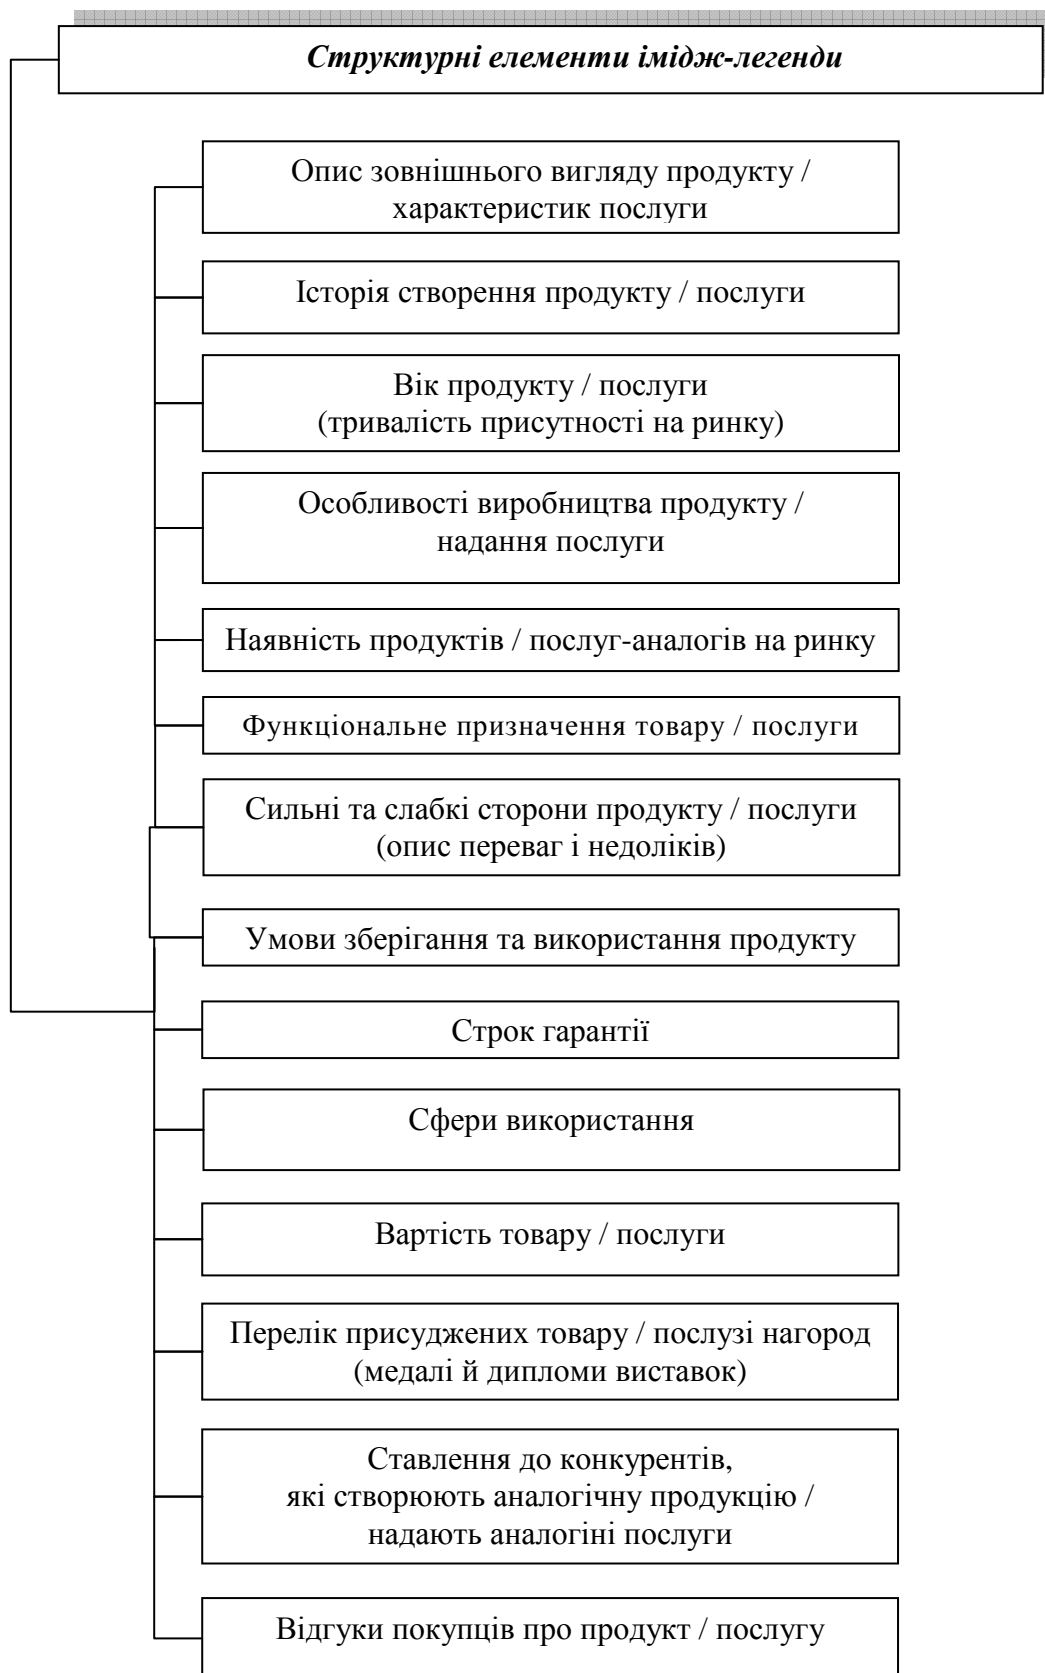 Структурні елементи імідж-легенди
Опис зовнішнього вигляду продукту /
характеристик послуги
Історія створення продукту / послуги
Вік продукту / послуги
(тривалість присутності на ринку)
Особливості виробництва продукту /
надання послуги
Наявність продуктів / послуг-аналогів на ринку
Функціональне призначення товару / послуги
Сильні та слабкі сторони продукту / послуги
(опис переваг і недоліків)
Умови зберігання та використання продукту
Строк гарантії
Сфери використання
Вартість товару / послуги
Перелік присуджених товару / послузі нагород
(медалі й дипломи виставок)
Ставлення до конкурентів,
які створюють аналогічну продукцію /
надають аналогіні послуги
Відгуки покупців про продукт / послугу